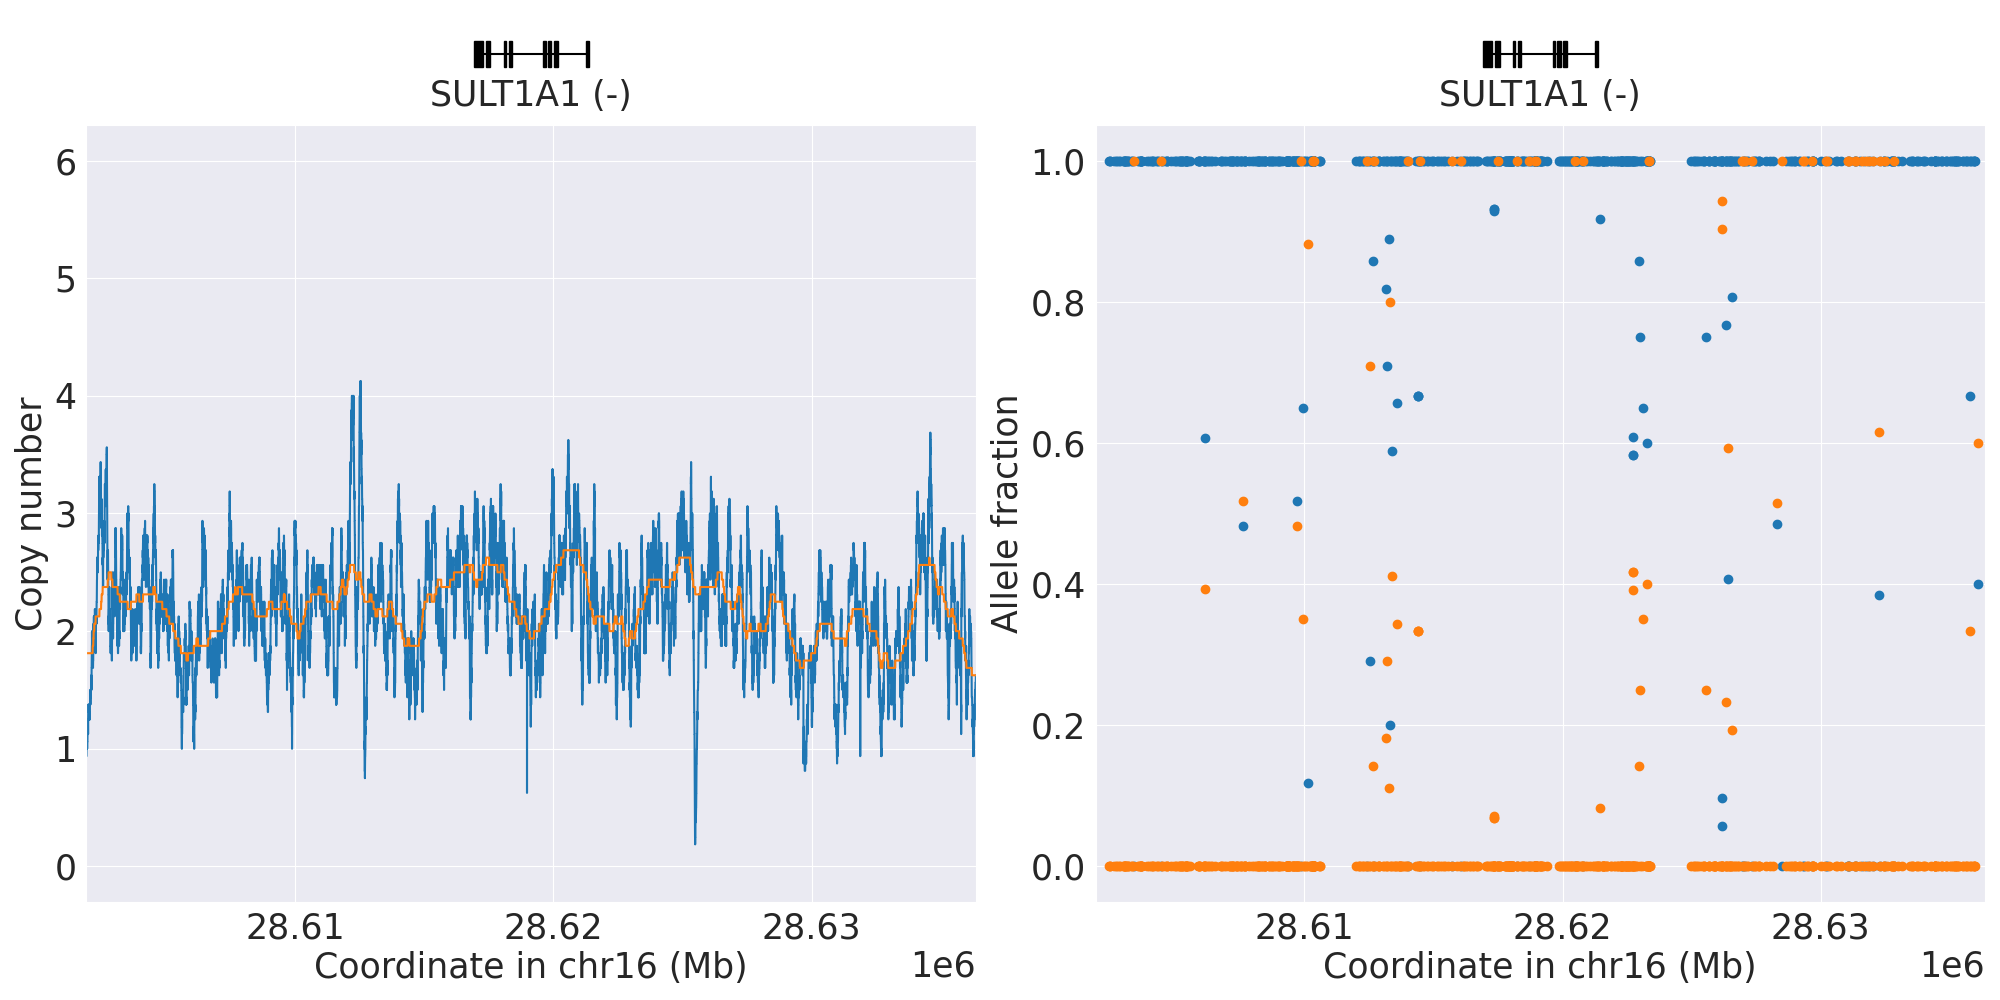 SULT1A1 (-)
6
5
4
3
2
1
0
Copy number
28.61
28.62
28.63
Coordinate in chr16 (Mb)
1e6
SULT1A1 (-)
1.0
0.8
0.6
0.4
0.2
0.0
Allele fraction
28.61
28.62
28.63
Coordinate in chr16 (Mb)
1e6